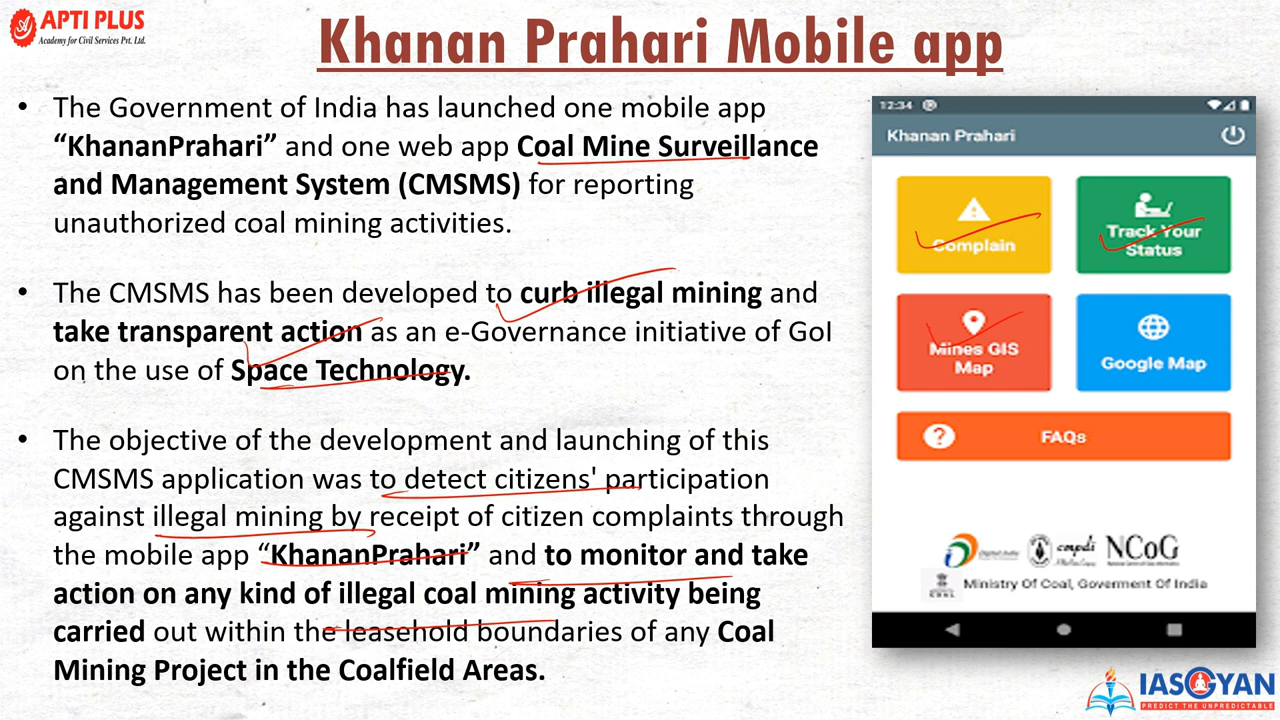 APTI PLUS
Academy for Civil Services Pvt. Ltd.
Khanan Prahari Mobile app
• The Government of India has launched one mobile app
“KhananPrahari” and one web app Coal Mine Surveillance
and Management System (CMSMS) for reporting
unauthorized coal mining activities.
• The CMSMS has been developed to curb illegal mining and
take transparent action as an e-Governance initiative of GoI
on the use of Space Technology.
• The objective of the development and launching of this
CMSMS application was to detect citizens' participation
against illegal mining by receipt of citizen complaints through
the mobile app “KhananPrahari” and to monitor and take
action on any kind of illegal coal mining activity being
carried out within the leasehold boundaries of any Coal
Mining Project in the Coalfield Areas.
12:34
Khanan Prahari
Complain
Track Your
Status
Mines GIS
Map
Google Map
? FAQs
Digital India
cmpdi
NCoG
COAL
Ministry Of Coal, Goverment Of India
IASGYAN
PREDICT THE UNPREDICTABLE